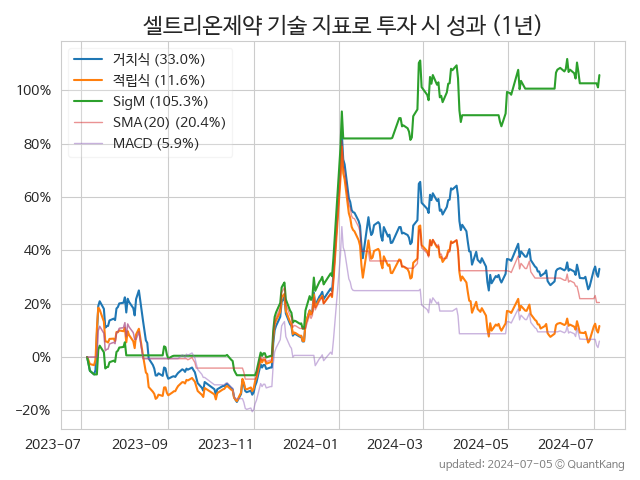 셀트리온제약 기술 지표로 투자 시 성과 (1년)
거치식 (33.0%)
적립식 (11.6%)
SigM (105.3%)
SMA(20) (20.4%)
MACD (5.9%)
100%
80%
60%
40%
20%
0%
−20%
2023-07
2023-09
2023-11
2024-01
2024-03
2024-05
2024-07
updated: 2024-07-05 © QuantKang